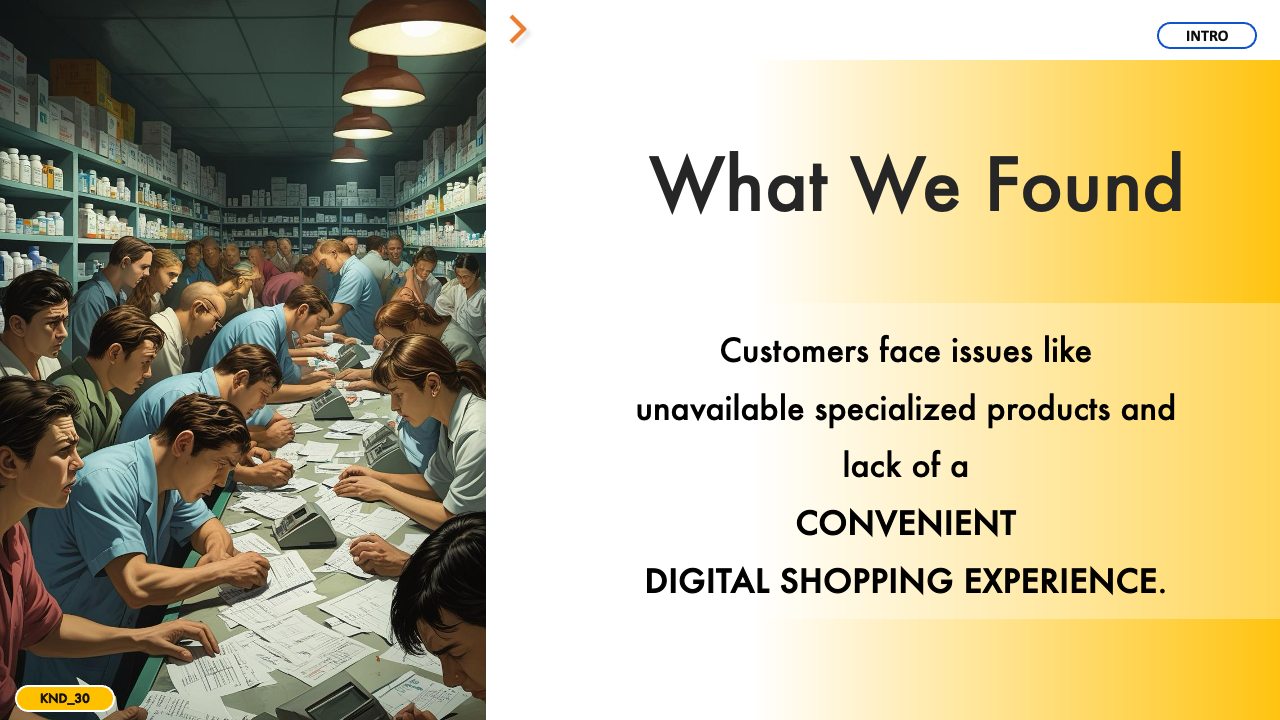 INTRO
What We Found
Customers face issues like
unavailable specialized products and
lack of a
CONVENIENT
DIGITAL SHOPPING EXPERIENCE.
KND_30